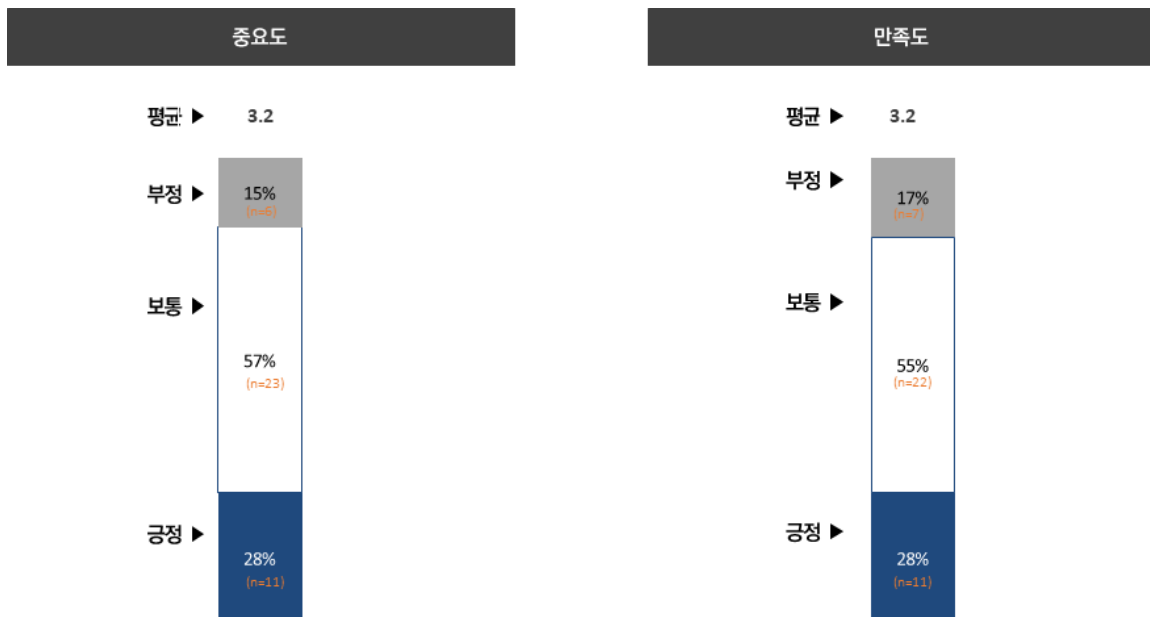 중요도
평균 ▶ 3.2
부정 ▶ 15%
(n=6)
보통 ▶
57%
(n=23)
긍정 ▶
28%
(n=11)
만족도
평균 ▶ 3.2
부정 ▶
17%
(n=7)
보통 ▶
55%
(n=22)
긍정 ▶
28%
(n=11)